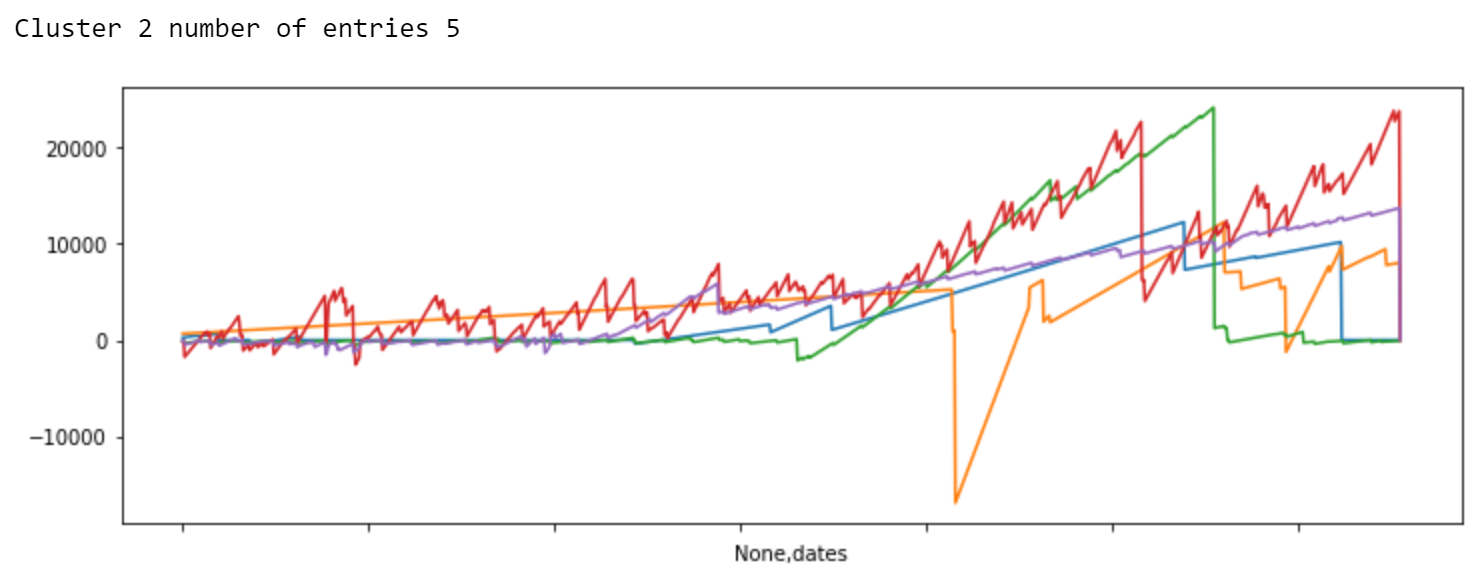 Cluster 2 number of entries 5
20000
10000
0
−10000
None,dates